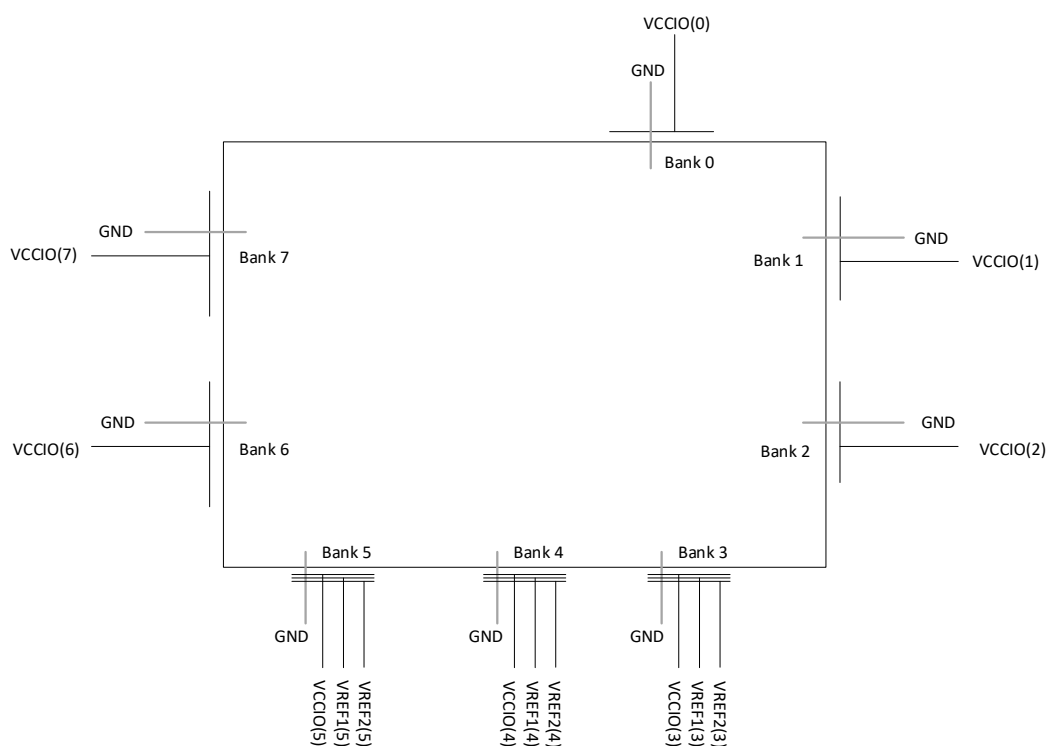 VCCIO(0)
GND
Bank 0
GND
VCCIO(7)
Bank 7
GND
Bank 1
VCCIO(1)
GND
VCCIO(6)
Bank 6
GND
Bank 2
VCCIO(2)
Bank 5
Bank 4
Bank 3
GND
GND
GND
VCCIO(5)
VREF1(5)
VREF2(5)
VCCIO(4)
VREF1(4)
VREF2(4)
VCCIO(3)
VREF1(3)
VREF2(3)